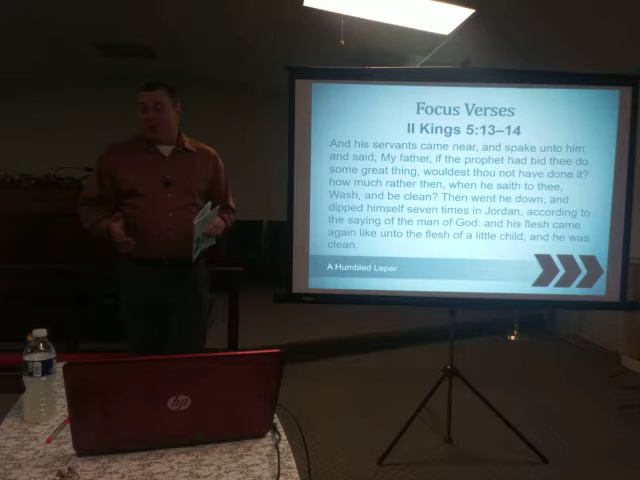 Focus Verses
II Kings 5:13–14
And his servants came near, and spake unto him,
and said, My father, if the prophet had bid thee do
some great thing, wouldest thou not have done it?
how much rather then, when he saith to thee,
Wash, and be clean? Then went he down, and
dipped himself seven times in Jordan, according to
the saying of the man of God: and his flesh came
again like unto the flesh of a little child, and he was
clean.
A Humbled Leper
hp